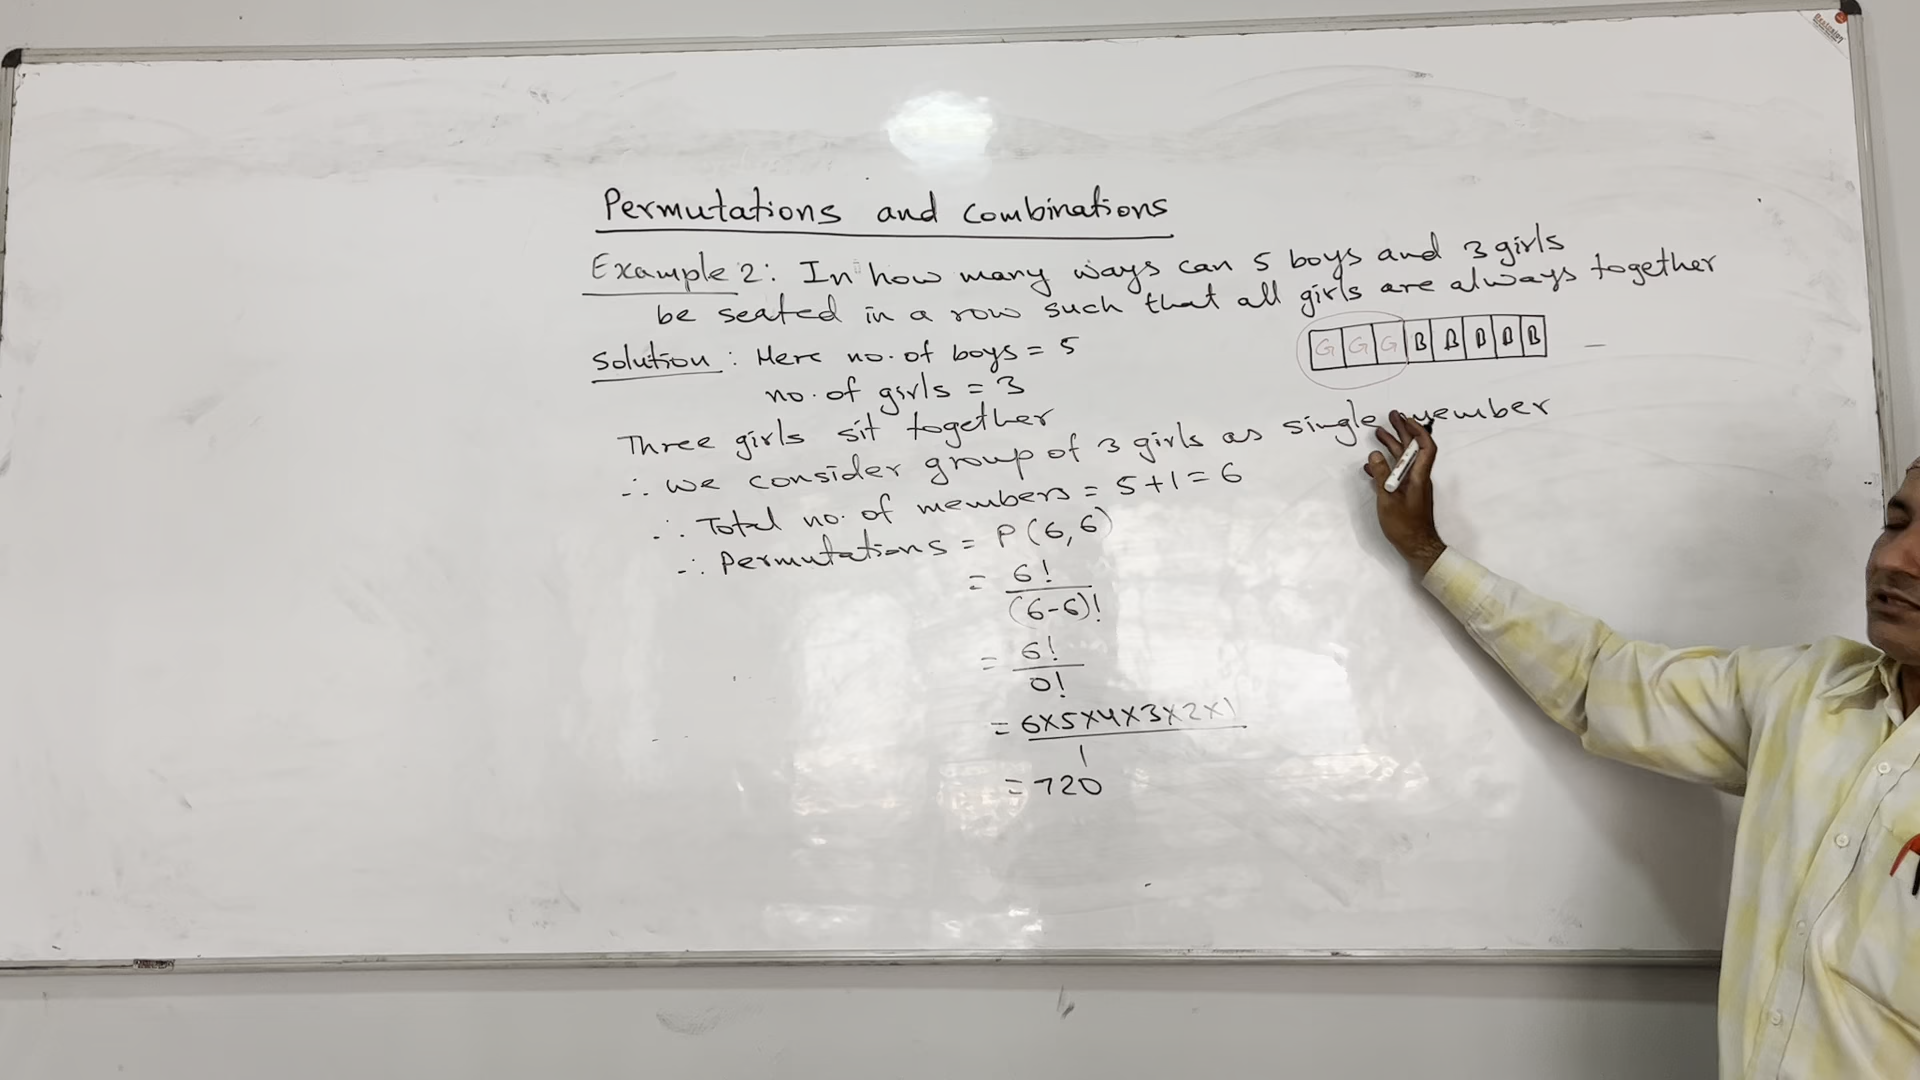 Permutations and combinations
Example 2: In how many ways can 5 boys and 3 girls
be seated in a row such that all girls are always together
G G G B B B B B
Solution: Here no. of boys = 5
no. of girls = 3
Three girls sit together
∴ we consider group of 3 girls as single member
∴ Total no. of members = 5+1 = 6
∴ Permutations = P(6,6)
= 6!
(6-6)!
= 6!
0!
= 6×5×4×3×2×1
1
= 720